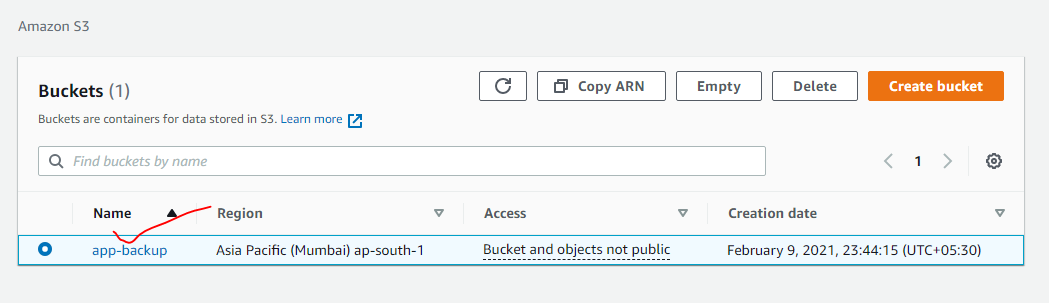 Amazon S3
Buckets (1)
Copy ARN
Empty
Delete
Create bucket
Buckets are containers for data stored in S3. Learn more
Find buckets by name
1
Name Region Access Creation date
app-backup Asia Pacific (Mumbai) ap-south-1 Bucket and objects not public February 9, 2021, 23:44:15 (UTC+05:30)